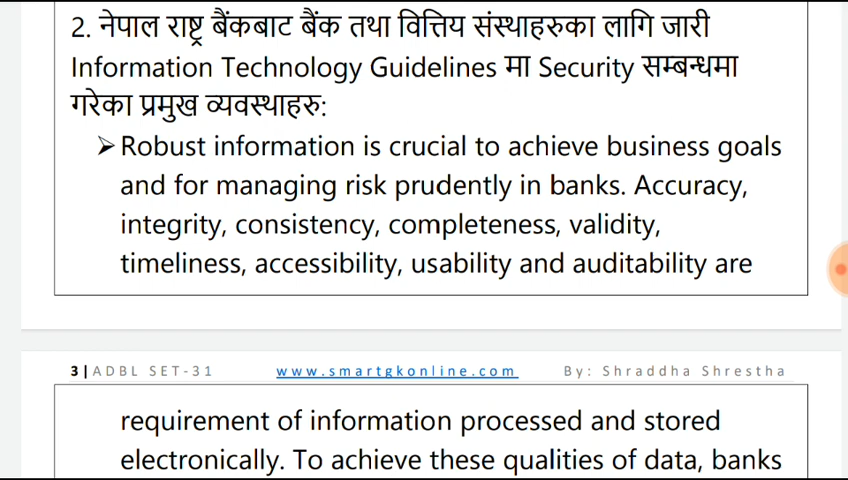 2. नेपाल राष्ट्र बैंकबाट बैंक तथा वित्तिय संस्थाहरुका लागि जारी
Information Technology Guidelines मा Security सम्बन्धमा
गरेका प्रमुख व्यवस्थाहरु:
➢ Robust information is crucial to achieve business goals
and for managing risk prudently in banks. Accuracy,
integrity, consistency, completeness, validity,
timeliness, accessibility, usability and auditability are
3|ADBL SET-31 www.smartgkonline.com By: Shraddha Shrestha
requirement of information processed and stored
electronically. To achieve these qualities of data, banks